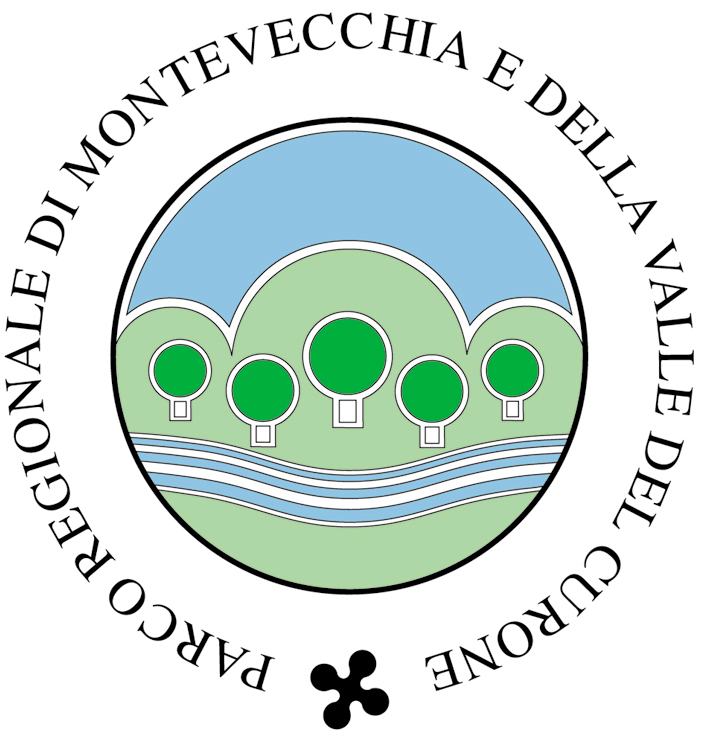 PARCO REGIONALE DI MONTEVECCHIA E DELLA VALLE DEL CURONE